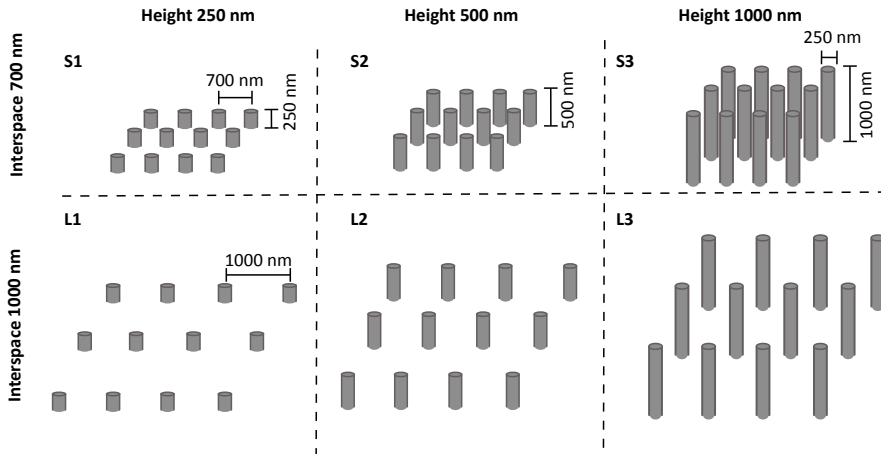 Height 250 nm
Height 500 nm
Height 1000 nm
Interspace 700 nm
S1
700 nm
250 nm
S2
500 nm
S3
250 nm
1000 nm
Interspace 1000 nm
L1
1000 nm
L2
L3